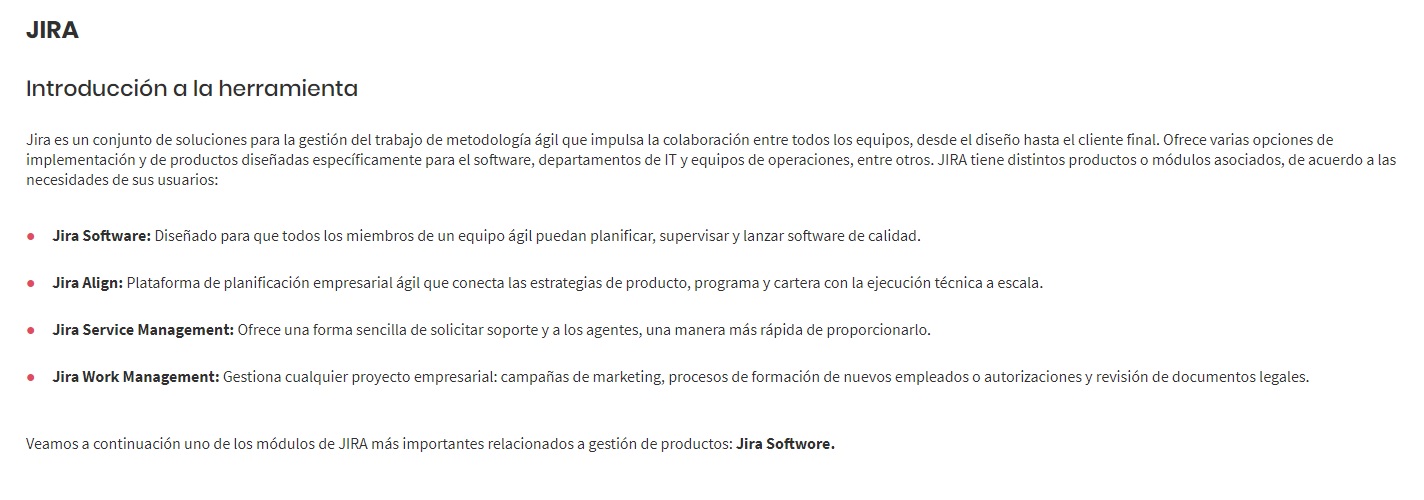 JIRA
Introducción a la herramienta
Jira es un conjunto de soluciones para la gestión del trabajo de metodología ágil que impulsa la colaboración entre todos los equipos, desde el diseño hasta el cliente final. Ofrece varias opciones de
implementación y de productos diseñadas específicamente para el software, departamentos de IT y equipos de operaciones, entre otros. JIRA tiene distintos productos o módulos asociados, de acuerdo a las
necesidades de sus usuarios:
● Jira Software: Diseñado para que todos los miembros de un equipo ágil puedan planificar, supervisar y lanzar software de calidad.
● Jira Align: Plataforma de planificación empresarial ágil que conecta las estrategias de producto, programa y cartera con la ejecución técnica a escala.
● Jira Service Management: Ofrece una forma sencilla de solicitar soporte y a los agentes, una manera más rápida de proporcionarlo.
● Jira Work Management: Gestiona cualquier proyecto empresarial: campañas de marketing, procesos de formación de nuevos empleados o autorizaciones y revisión de documentos legales.
Veamos a continuación uno de los módulos de JIRA más importantes relacionados a gestión de productos: Jira Softwore.